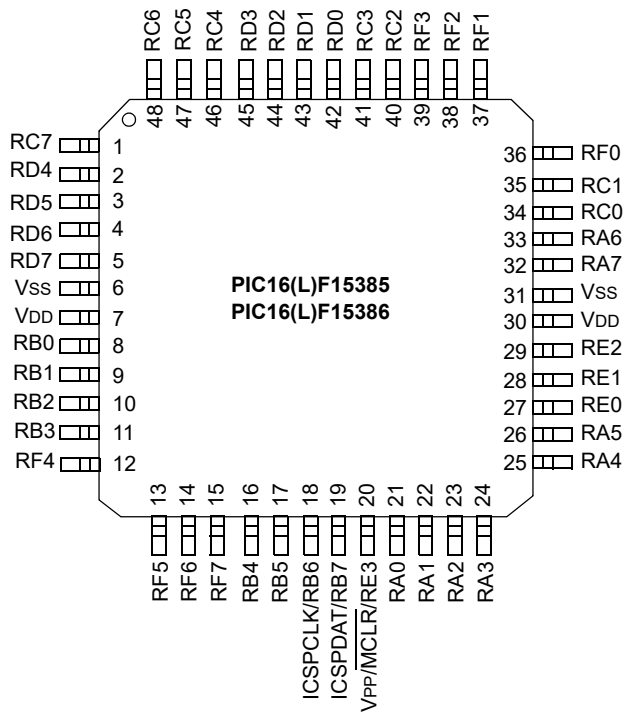 RC6
RC5
RC4
RD3
RD2
RD1
RD0
RC3
RC2
RF3
RF2
RF1
48
47
46
45
44
43
42
41
40
39
38
37
RC7 1
RD4 2
RD5 3
RD6 4
RD7 5
VSS 6
VDD 7
RB0 8
RB1 9
RB2 10
RB3 11
RF4 12
PIC16(L)F15385
PIC16(L)F15386
36 RF0
35 RC1
34 RC0
33 RA6
32 RA7
31 VSS
30 VDD
29 RE2
28 RE1
27 RE0
26 RA5
25 RA4
13
14
15
16
17
18
19
20
21
22
23
24
RF5
RF6
RF7
RB4
RB5
ICSPCLK/RB6
ICSPDAT/RB7
VPP/MCLR/RE3
RA0
RA1
RA2
RA3